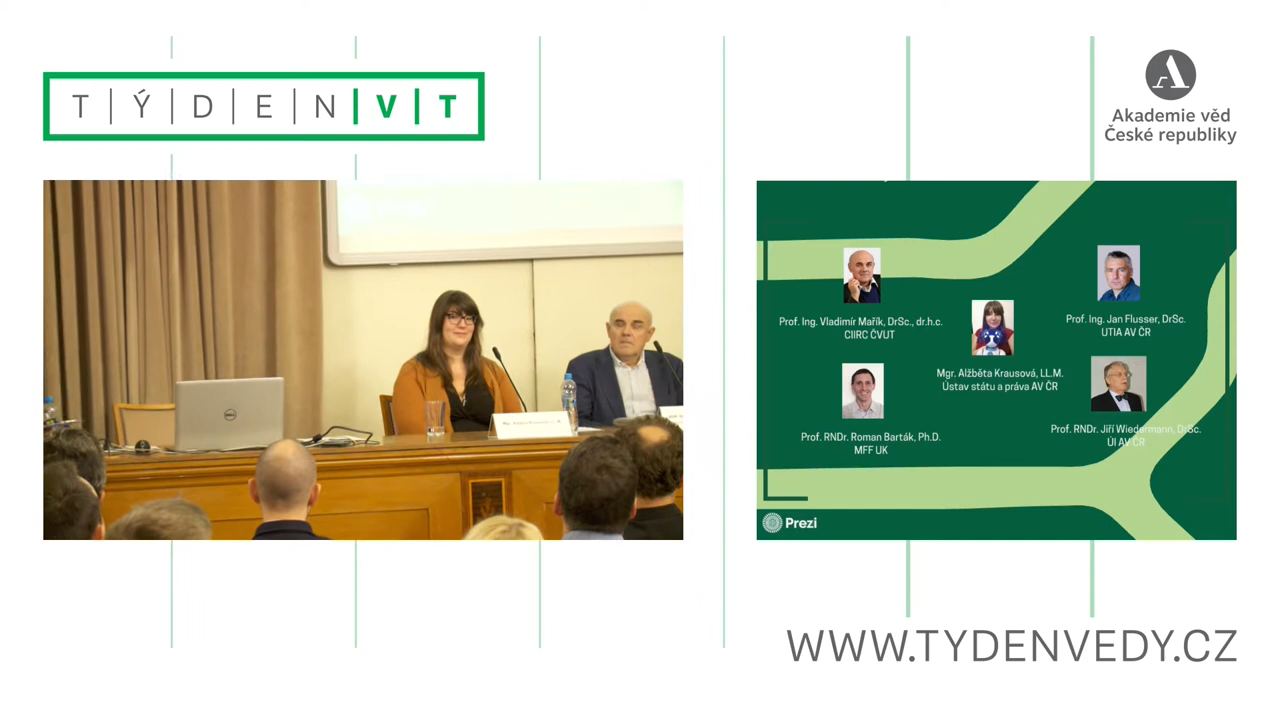 TÝDENVT
Akademie věd
České republiky
Prof. Ing. Vladimír Mařík, DrSc., dr.h.c.
CIIRC ČVUT
Prof. Ing. Jan Flusser, DrSc.
UTIA AV ČR
Mgr. Alžběta Krausová, LL.M.
Ústav státu a práva AV ČR
Prof. RNDr. Roman Barták, Ph.D.
MFF UK
Prof. RNDr. Jiří Wiedermann, DrSc.
ÚI AV ČR
Prezi
DELL
WWW.TYDENVEDY.CZ